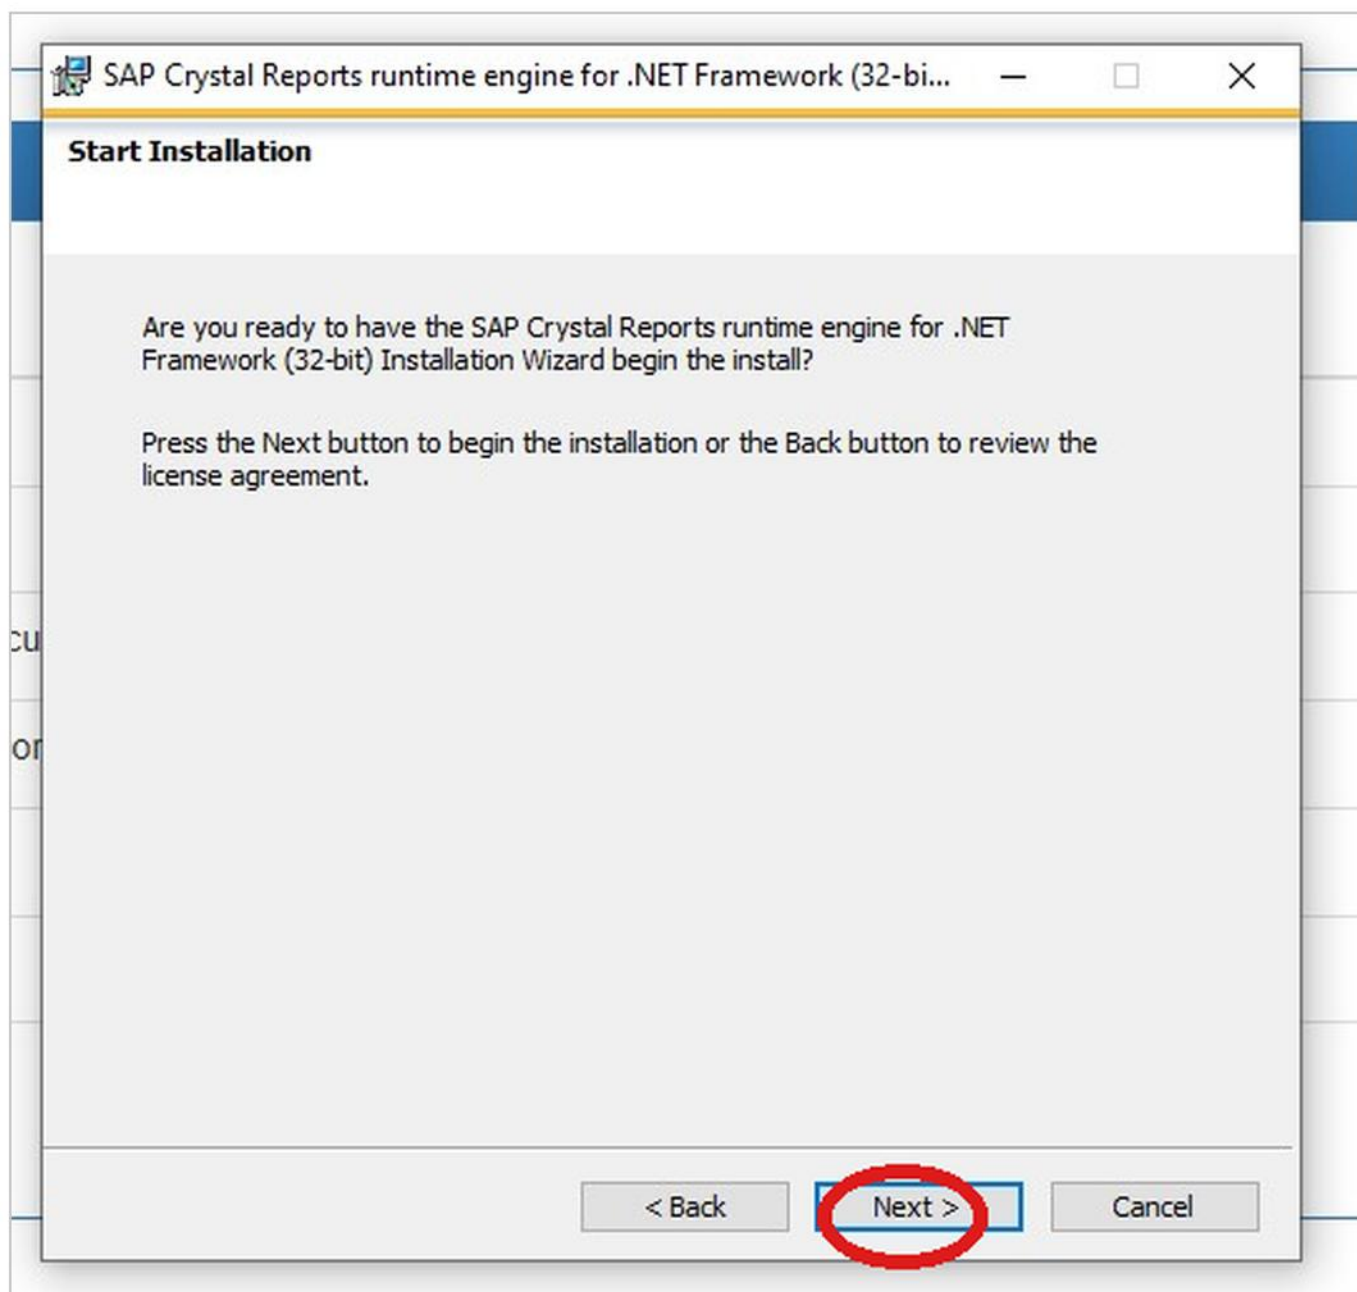 SAP Crystal Reports runtime engine for .NET Framework (32-bi...
Start Installation
Are you ready to have the SAP Crystal Reports runtime engine for .NET
Framework (32-bit) Installation Wizard begin the install?
Press the Next button to begin the installation or the Back button to review the
license agreement.
cu
or
< Back
Next >
Cancel